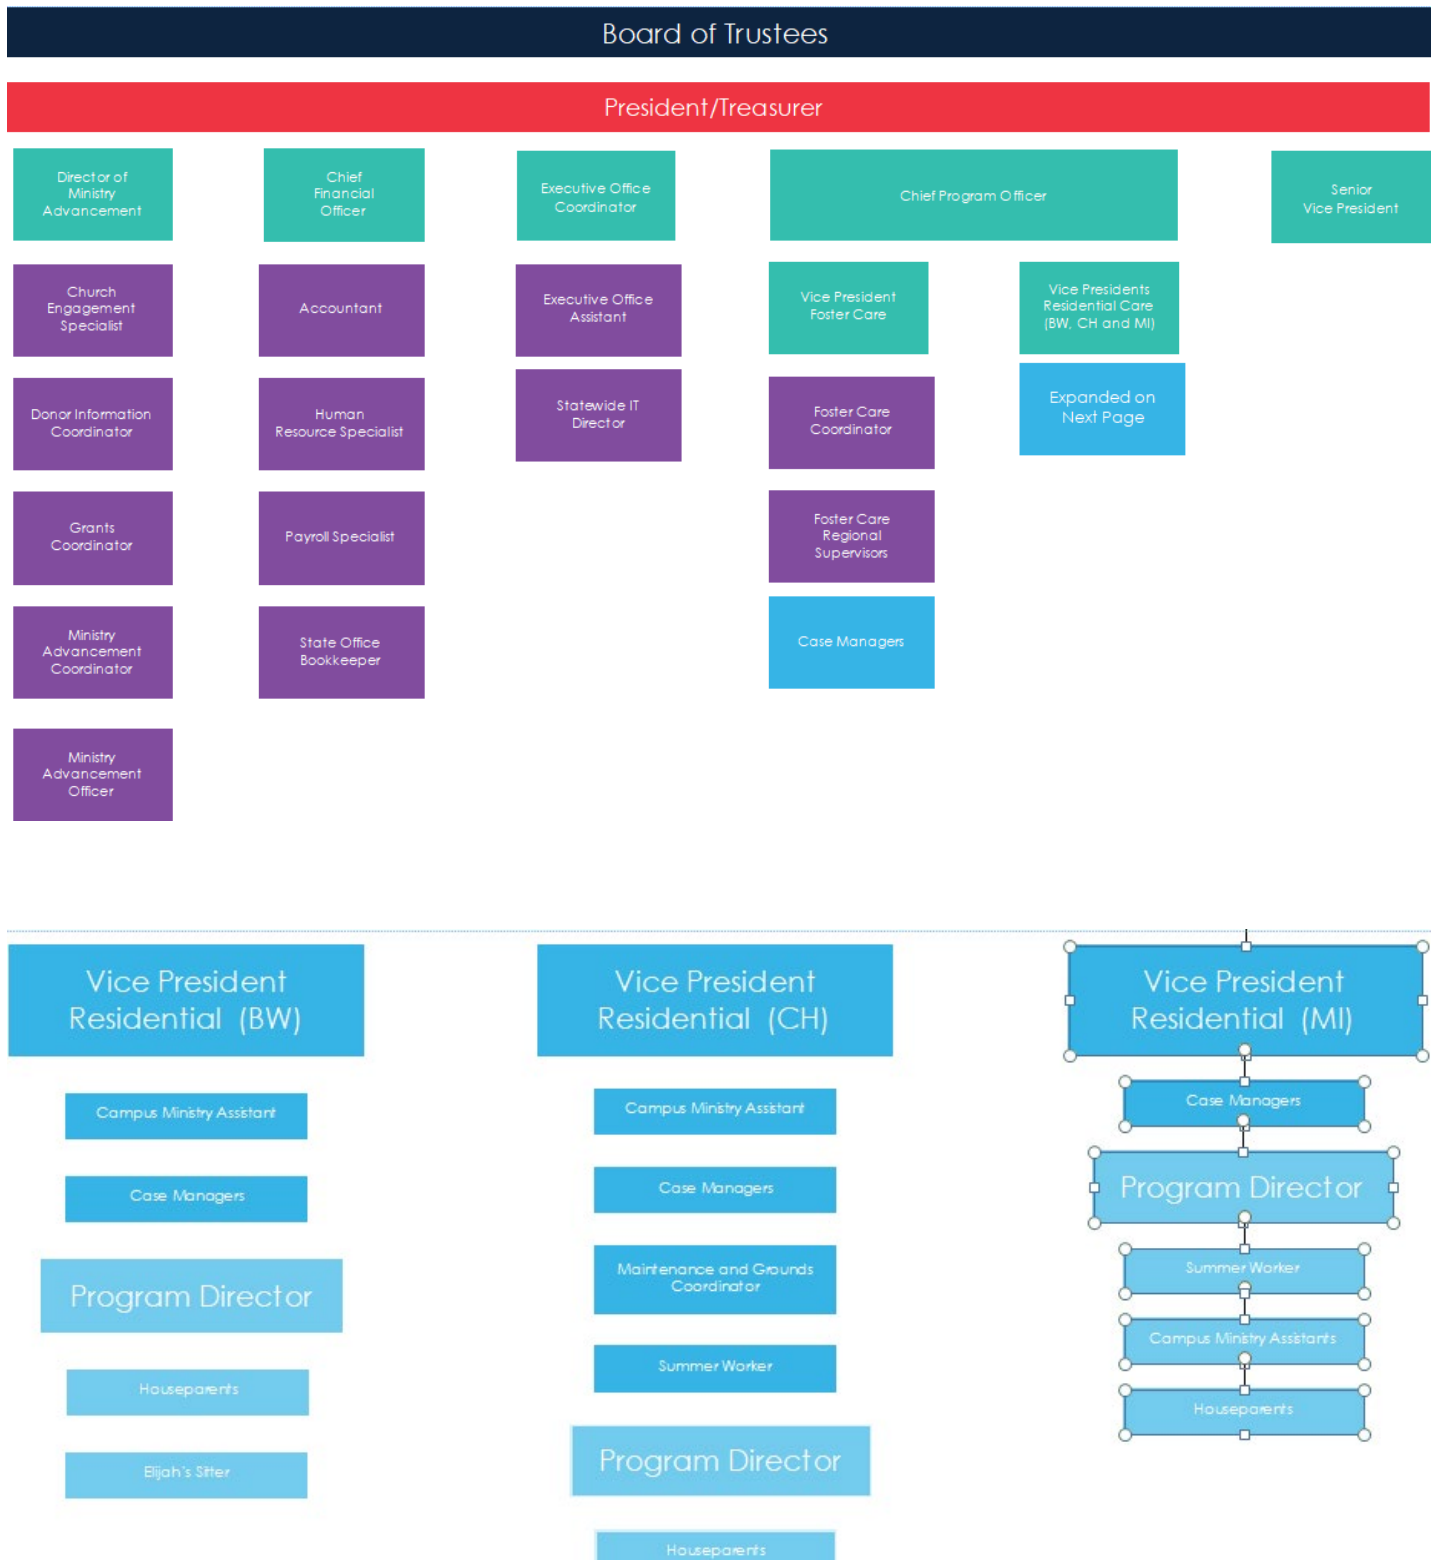 Board of Trustees
President/Treasurer
Director of
Ministry
Advancement
Chief
Financial
Officer
Executive Office
Coordinator
Chief Program Officer
Senior
Vice President
Church
Engagement
Specialist
Accountant
Executive Office
Assistant
Vice President
Foster Care
Vice Presidents
Residential Care
(BW, CH and MI)
Donor Information
Coordinator
Human
Resource Specialist
Statewide IT
Director
Foster Care
Coordinator
Expanded on
Next Page
Grants
Coordinator
Payroll Specialist
Foster Care
Regional
Supervisors
Ministry
Advancement
Coordinator
State Office
Bookkeeper
Case Managers
Ministry
Advancement
Officer
Vice President
Residential (BW)
Campus Ministry Assistant
Case Managers
Program Director
Houseparents
Elijah's Sitter
Vice President
Residential (CH)
Campus Ministry Assistant
Case Managers
Maintenance and Grounds
Coordinator
Summer Worker
Program Director
Houseparents
Vice President
Residential (MI)
Case Managers
Program Director
Summer Worker
Campus Ministry Assistants
Houseparents